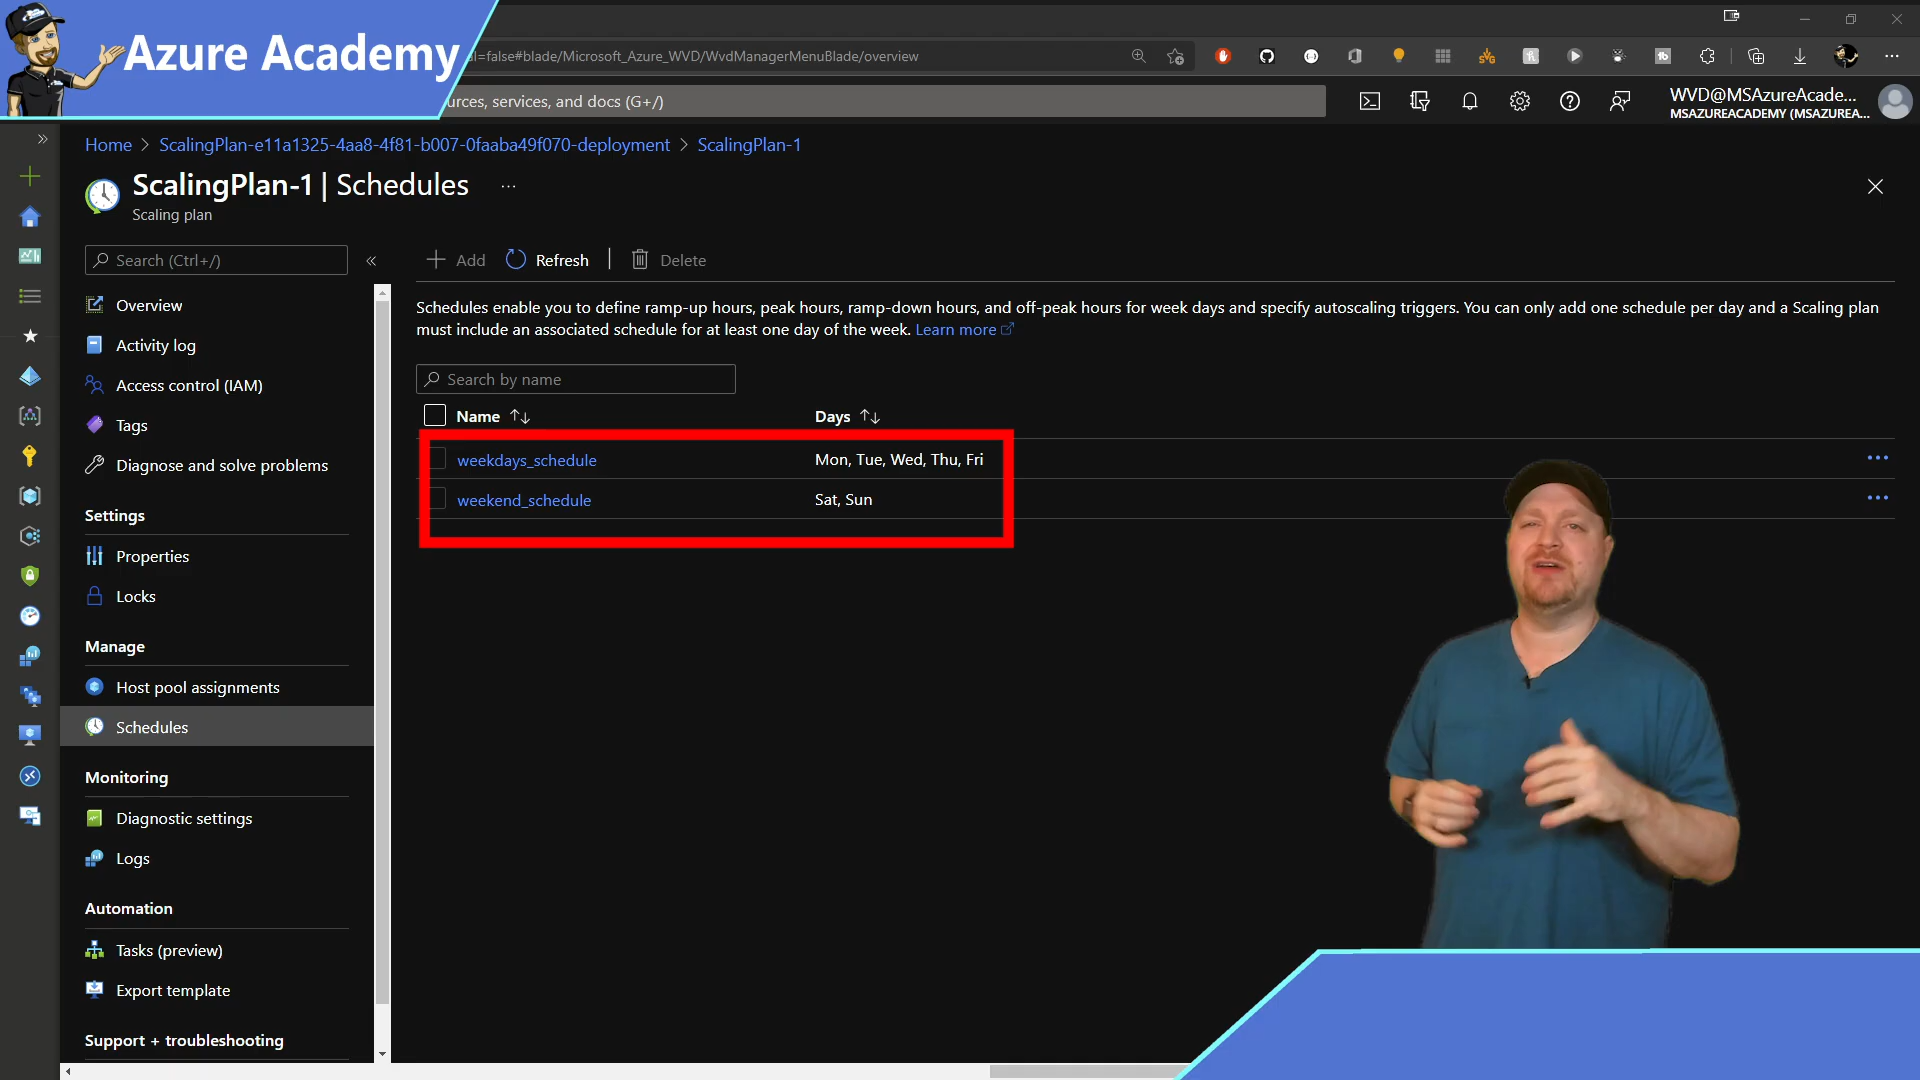 Azure Academy
al=false#blade/Microsoft_Azure_WVD/WvdManagerMenuBlade/overview
urces, services, and docs (G+/)
WVD@MSAzureAcade...
MSAZUREACADEMY (MSAZUREA...
Home > ScalingPlan-e11a1325-4aa8-4f81-b007-0faaba49f070-deployment > ScalingPlan-1
ScalingPlan-1 | Schedules ...
Scaling plan
Search (Ctrl+/)
Overview
Activity log
Access control (IAM)
Tags
Diagnose and solve problems
Settings
Properties
Locks
Manage
Host pool assignments
Schedules
Monitoring
Diagnostic settings
Logs
Automation
Tasks (preview)
Export template
Support + troubleshooting
Add Refresh | Delete
Schedules enable you to define ramp-up hours, peak hours, ramp-down hours, and off-peak hours for week days and specify autoscaling triggers. You can only add one schedule per day and a Scaling plan
must include an associated schedule for at least one day of the week. Learn more
Search by name
Name Days
weekdays_schedule Mon, Tue, Wed, Thu, Fri
weekend_schedule Sat, Sun